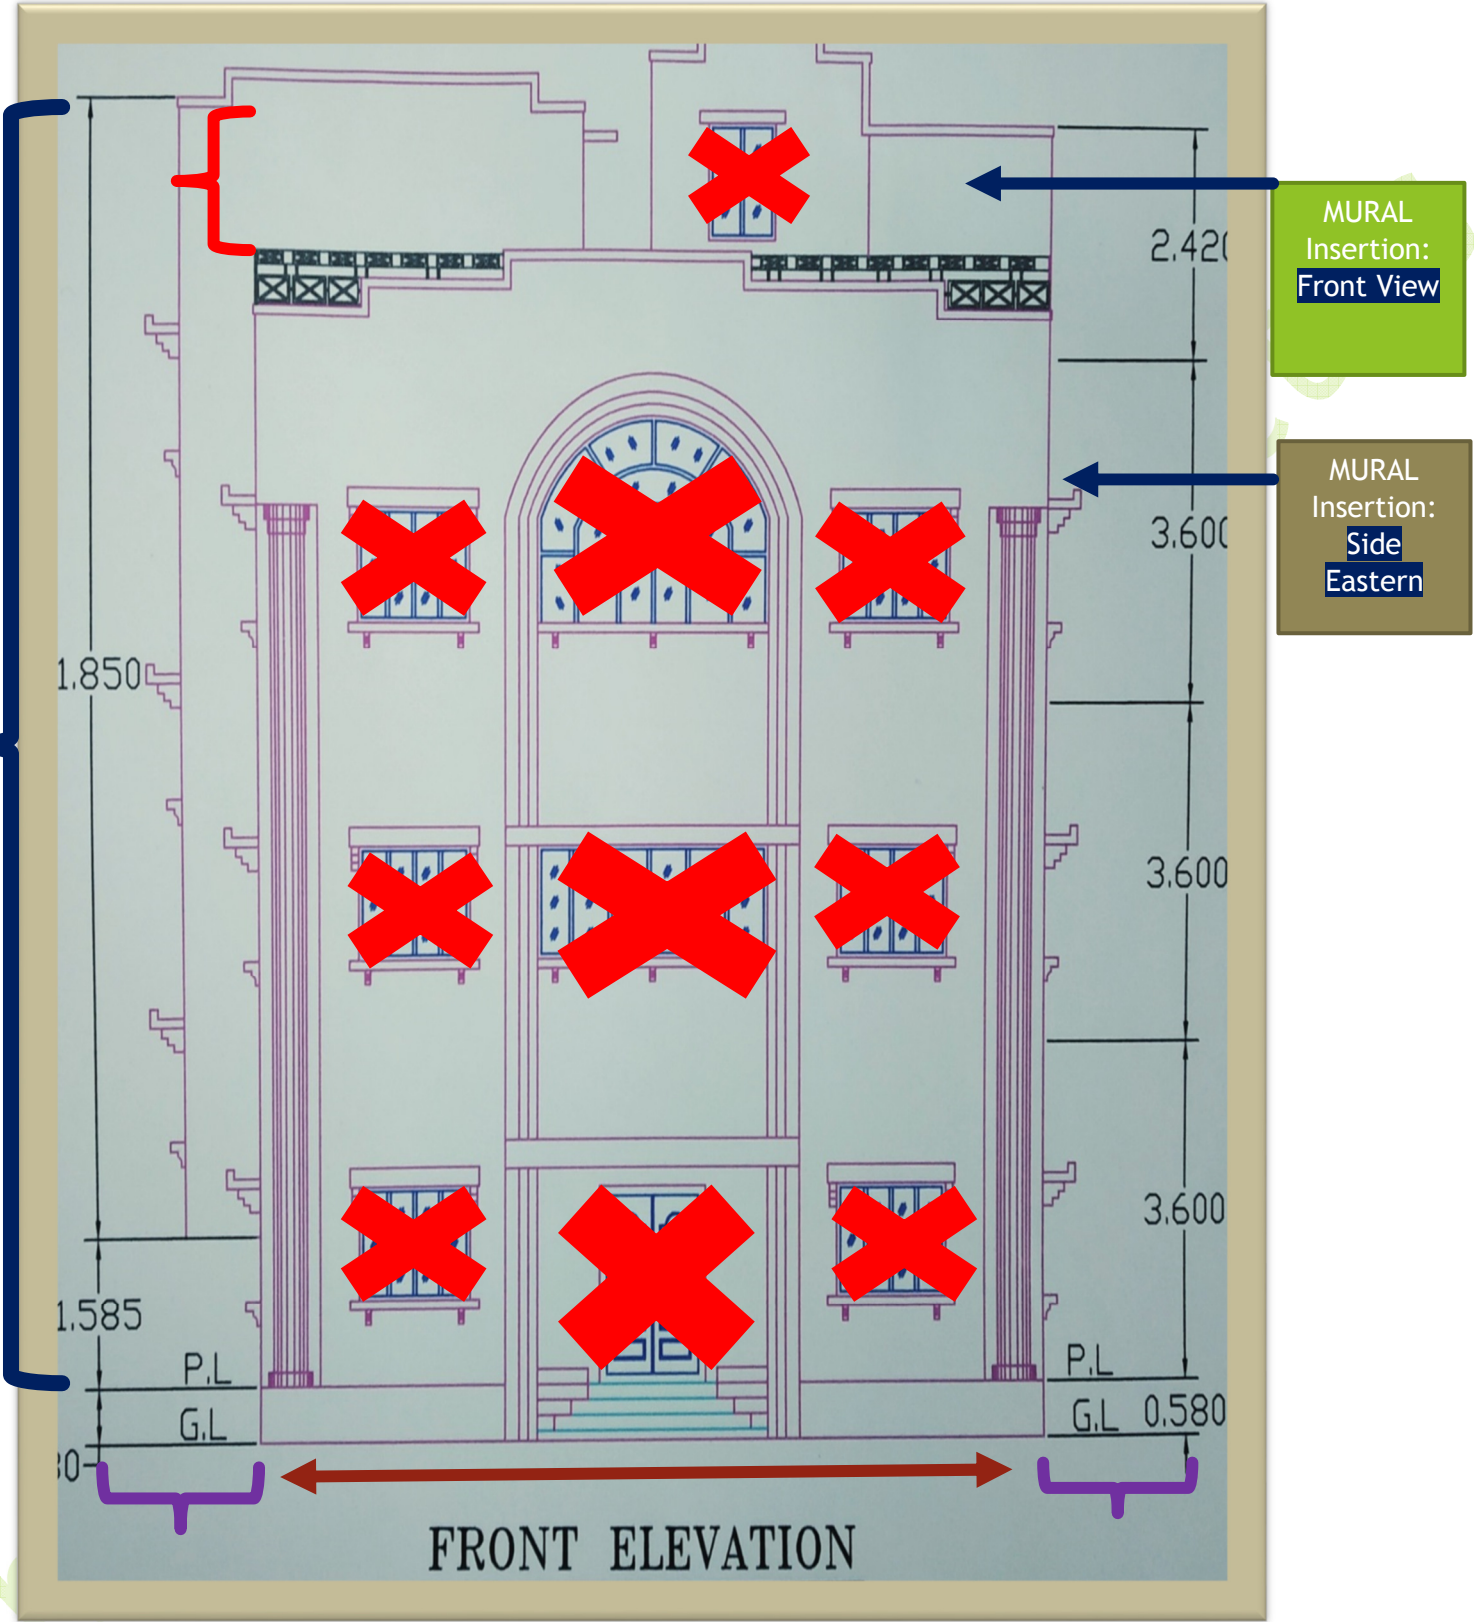 MURAL
Insertion:
Front View
2.420
MURAL
Insertion:
Side
Eastern
3.600
1.850
3.600
3.600
1.585
P.L
P.L
G.L
G.L 0.580
FRONT ELEVATION